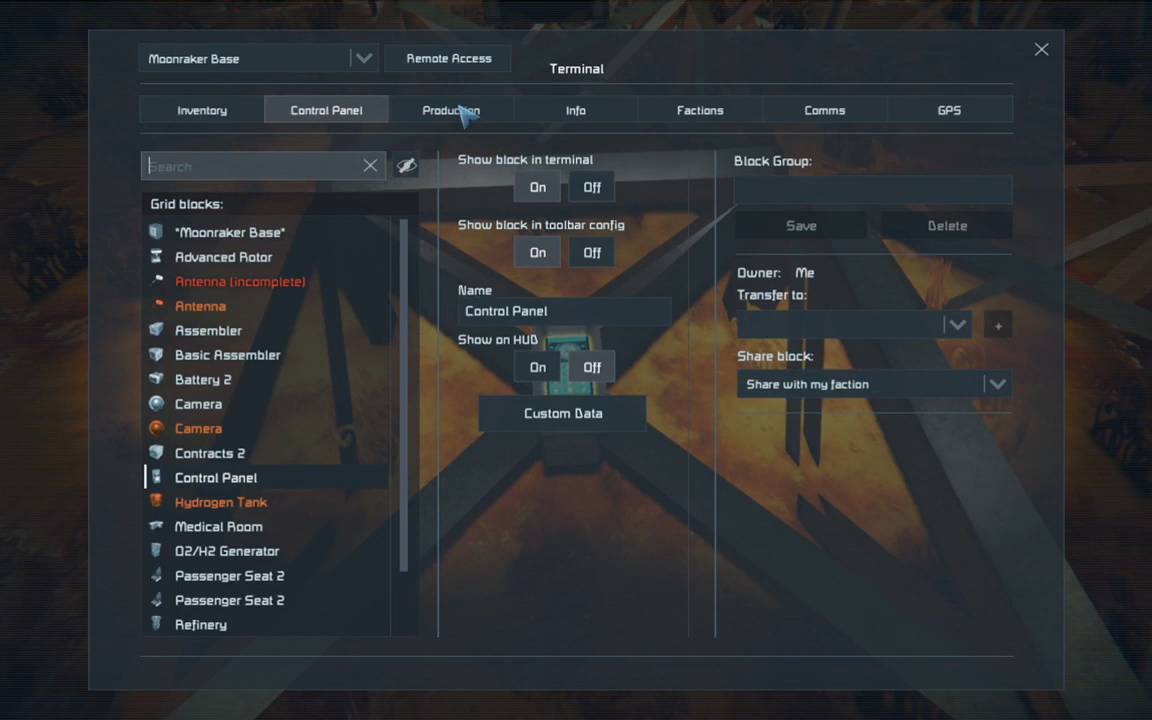 Moonraker Base
Remote Access
Terminal
Inventory
Control Panel
Production
Info
Factions
Comms
GPS
Search
Grid blocks:
*Moonraker Base*
Advanced Rotor
Antenna (incomplete)
Antenna
Assembler
Basic Assembler
Battery 2
Camera
Camera
Contracts 2
Control Panel
Hydrogen Tank
Medical Room
O2/H2 Generator
Passenger Seat 2
Passenger Seat 2
Refinery
Show block in terminal
On Off
Show block in toolbar config
On Off
Name
Control Panel
Show on HUD
On Off
Custom Data
Block Group:
Save Delete
Owner: Me
Transfer to:
+
Share block:
Share with my faction